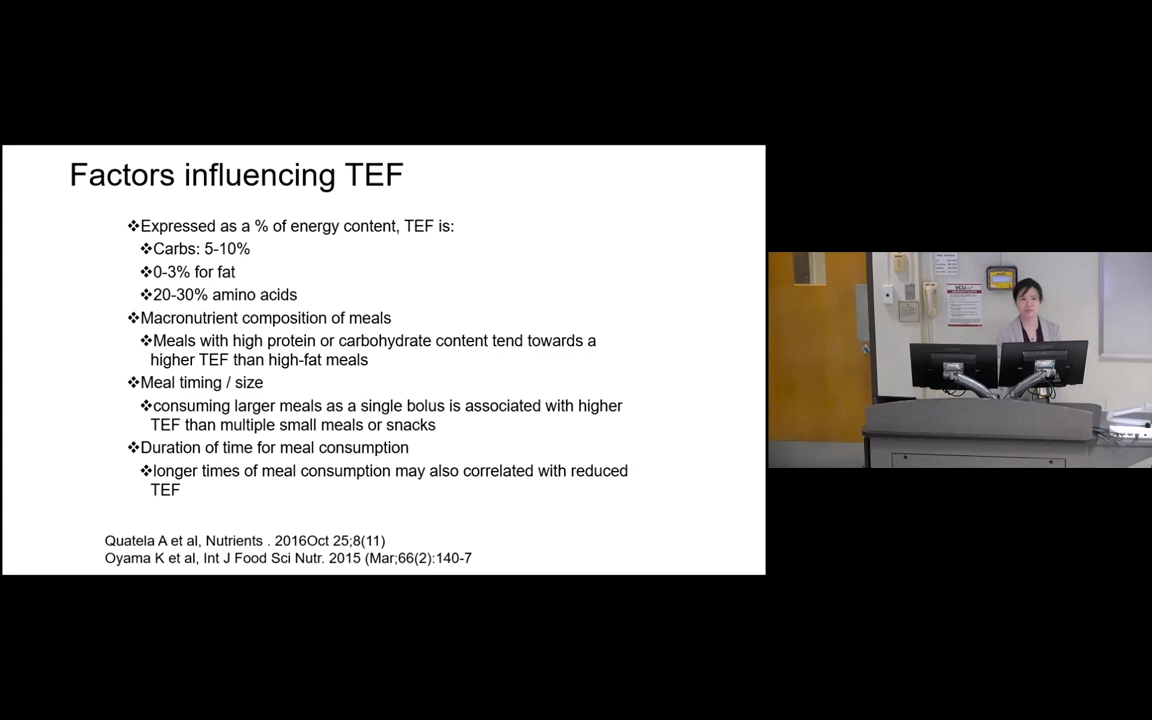 Factors influencing TEF
❖Expressed as a % of energy content, TEF is:
❖Carbs: 5-10%
❖0-3% for fat
❖20-30% amino acids
❖Macronutrient composition of meals
❖Meals with high protein or carbohydrate content tend towards a
higher TEF than high-fat meals
❖Meal timing / size
❖consuming larger meals as a single bolus is associated with higher
TEF than multiple small meals or snacks
❖Duration of time for meal consumption
❖longer times of meal consumption may also correlated with reduced
TEF
Quatela A et al, Nutrients . 2016Oct 25;8(11)
Oyama K et al, Int J Food Sci Nutr. 2015 (Mar;66(2):140-7
VCU